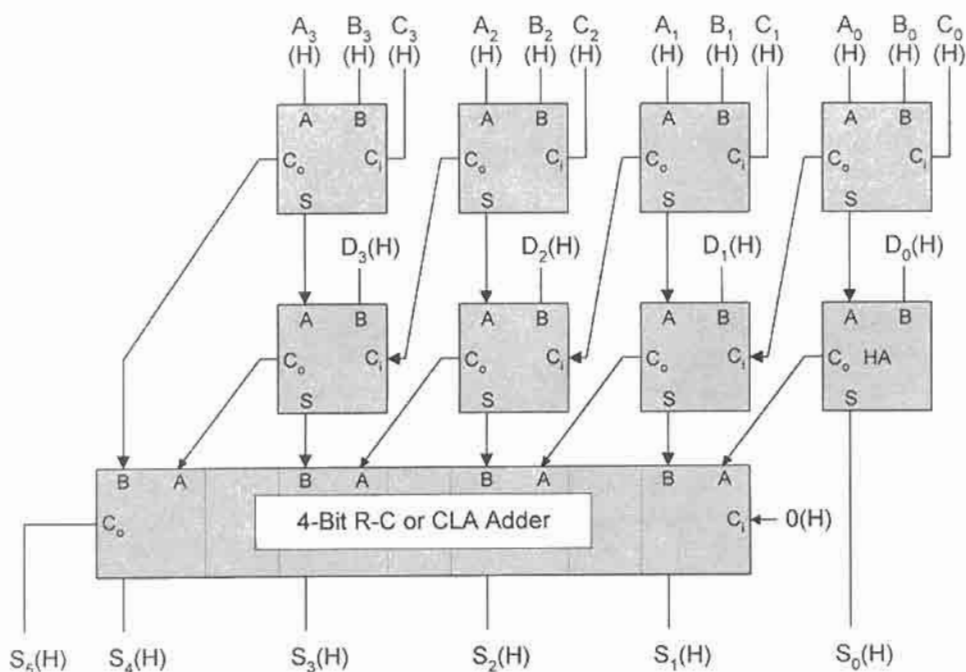 A₃ B₃ C₃ A₂ B₂ C₂ A₁ B₁ C₁ A₀ B₀ C₀
(H) (H) (H) (H) (H) (H) (H) (H) (H) (H) (H) (H)
A B A B A B A B
Cₒ Cᵢ Cₒ Cᵢ Cₒ Cᵢ Cₒ Cᵢ
S S S S
D₃(H) D₂(H) D₁(H) D₀(H)
A B A B A B A B
Cₒ Cᵢ Cₒ Cᵢ Cₒ Cᵢ Cₒ HA
S S S S
B A B A B A B A
Cₒ 4-Bit R-C or CLA Adder Cᵢ 0(H)
S₅(H) S₄(H) S₃(H) S₂(H) S₁(H) S₀(H)